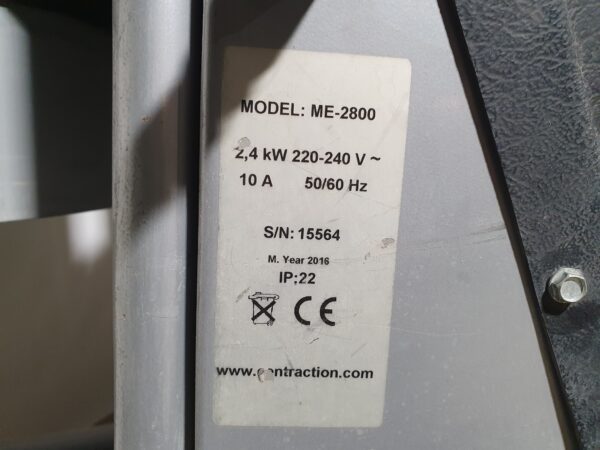 MODEL: ME-2800
2,4 kW 220-240 V ~
10 A 50/60 Hz
S/N: 15564
M. Year 2016
IP;22
CE